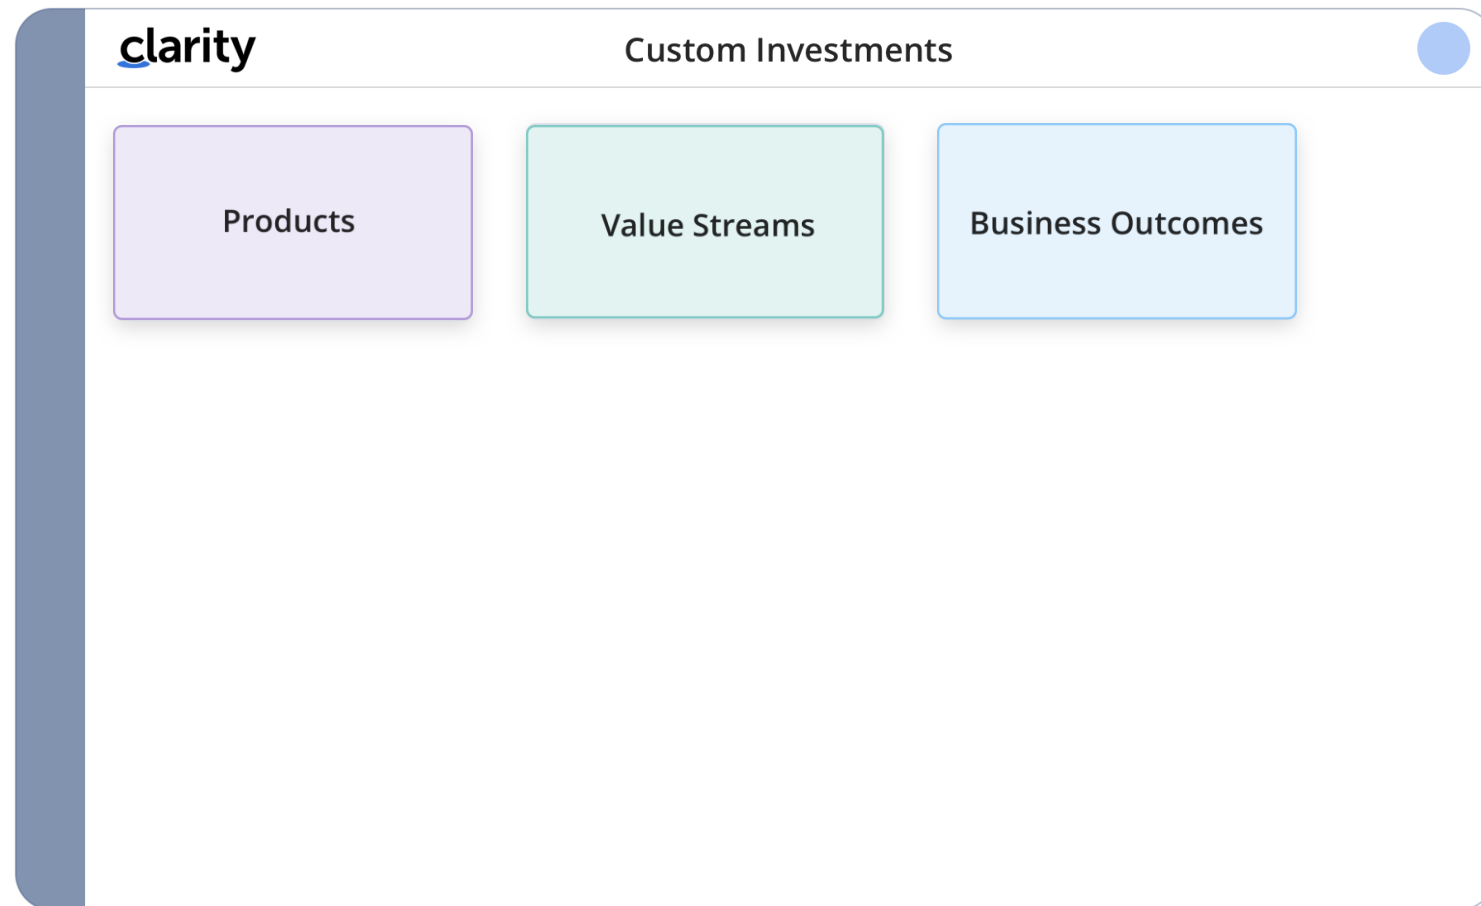 clarity
Custom Investments
Products
Value Streams
Business Outcomes